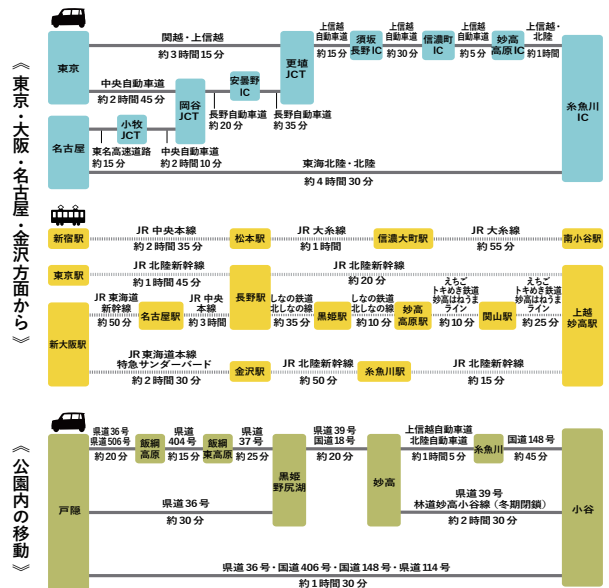 《東京・大阪・名古屋・金沢方面から》
東京
関越・上信越
約3時間15分
更埴
JCT
上信越
自動車道
約15分
須坂
長野IC
上信越
自動車道
約30分
信濃町
IC
上信越
自動車道
約5分
妙高
高原IC
上信越・
北陸
約1時間
糸魚川
IC
中央自動車道
約2時間45分
岡谷
JCT
安曇野
IC
長野自動車道
約20分
長野自動車道
約35分
名古屋
小牧
JCT
東名高速道路
約15分
中央自動車道
約2時間10分
東海北陸・北陸
約4時間30分
新宿駅
JR 中央本線
約2時間35分
松本駅
JR 大糸線
約1時間
信濃大町駅
JR 大糸線
約55分
南小谷駅
東京駅
JR 北陸新幹線
約1時間45分
長野駅
JR 北陸新幹線
約20分
上越
妙高駅
新大阪駅
JR 東海道
新幹線
約50分
名古屋駅
JR 中央
本線
約3時間
しなの鉄道
北しなの線
約35分
黒姫駅
しなの鉄道
北しなの線
約10分
妙高
高原駅
えちご
トキめき鉄道
妙高はねうま
ライン
約10分
関山駅
えちご
トキめき鉄道
妙高はねうま
ライン
約25分
JR東海道本線
特急サンダーバード
約2時間30分
金沢駅
JR 北陸新幹線
約50分
糸魚川駅
JR 北陸新幹線
約15分
《公園内の移動》
戸隠
県道36号
県道506号
約20分
飯綱
高原
県道
404号
約15分
飯綱
東高原
県道
37号
約25分
黒姫
野尻湖
県道39号
国道18号
約20分
妙高
上信越自動車道
北陸自動車道
約1時間5分
糸魚川
国道148号
約45分
小谷
県道36号
約30分
県道39号
林道妙高小谷線(冬期閉鎖)
約2時間30分
県道36号・国道406号・国道148号・県道114号
約1時間30分